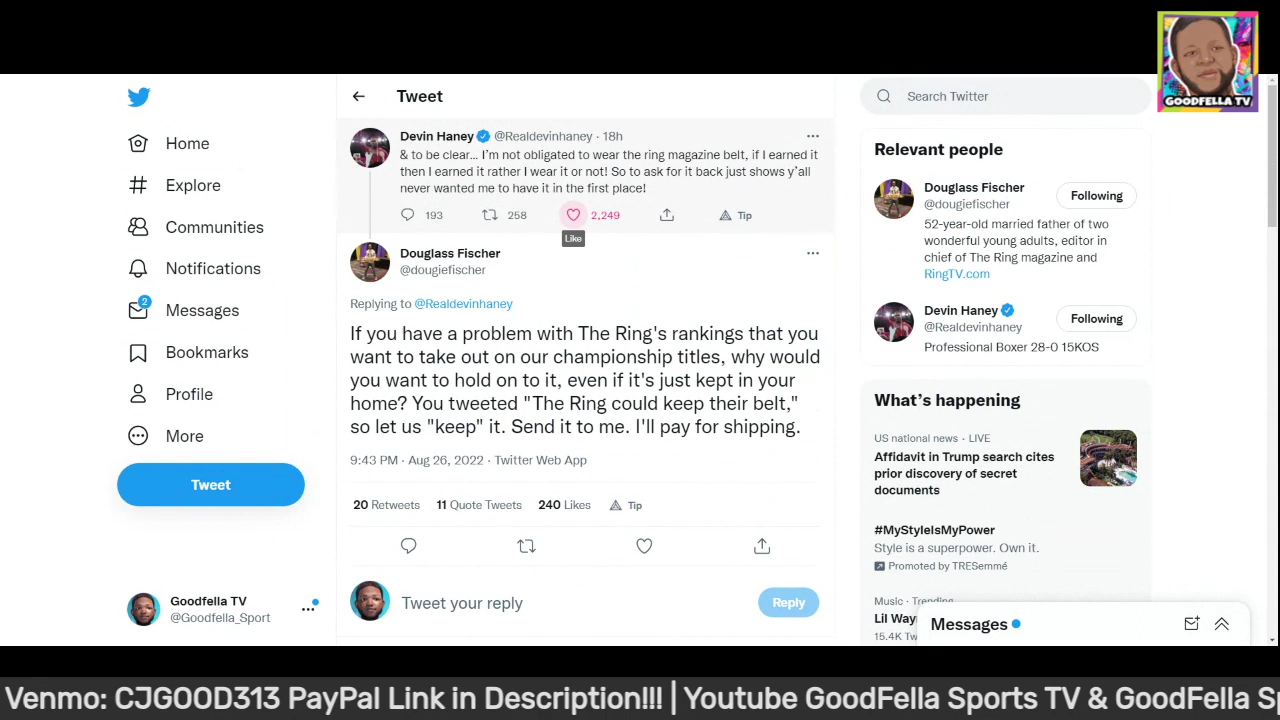 GOODFELLA TV
Home
Explore
Communities
Notifications
2
Messages
Bookmarks
Profile
More
Tweet
Goodfella TV
@Goodfella_Sport
Tweet
Devin Haney @Realdevinhaney · 18h
& to be clear... I'm not obligated to wear the ring magazine belt, if I earned it
then I earned it rather I wear it or not! So to ask for it back just shows y'all
never wanted me to have it in the first place!
193 258 2,249 Tip
Like
Douglass Fischer
@dougiefischer
Replying to @Realdevinhaney
If you have a problem with The Ring's rankings that you
want to take out on our championship titles, why would
you want to hold on to it, even if it's just kept in your
home? You tweeted "The Ring could keep their belt,"
so let us "keep" it. Send it to me. I'll pay for shipping.
9:43 PM · Aug 26, 2022 · Twitter Web App
20 Retweets 11 Quote Tweets 240 Likes Tip
Tweet your reply
Reply
Search Twitter
Relevant people
Douglass Fischer
@dougiefischer
Following
52-year-old married father of two
wonderful young adults, editor in
chief of The Ring magazine and
RingTV.com
Devin Haney
@Realdevinhaney
Following
Professional Boxer 28-0 15KOS
What's happening
US national news · LIVE
Affidavit in Trump search cites
prior discovery of secret
documents
#MyStyleIsMyPower
Style is a superpower. Own it.
Promoted by TRESemmé
Music · Trending
Lil Way
15.4K Tw
Messages
Venmo: CJGOOD313 PayPal Link in Description!!! | Youtube GoodFella Sports TV & GoodFella Sp